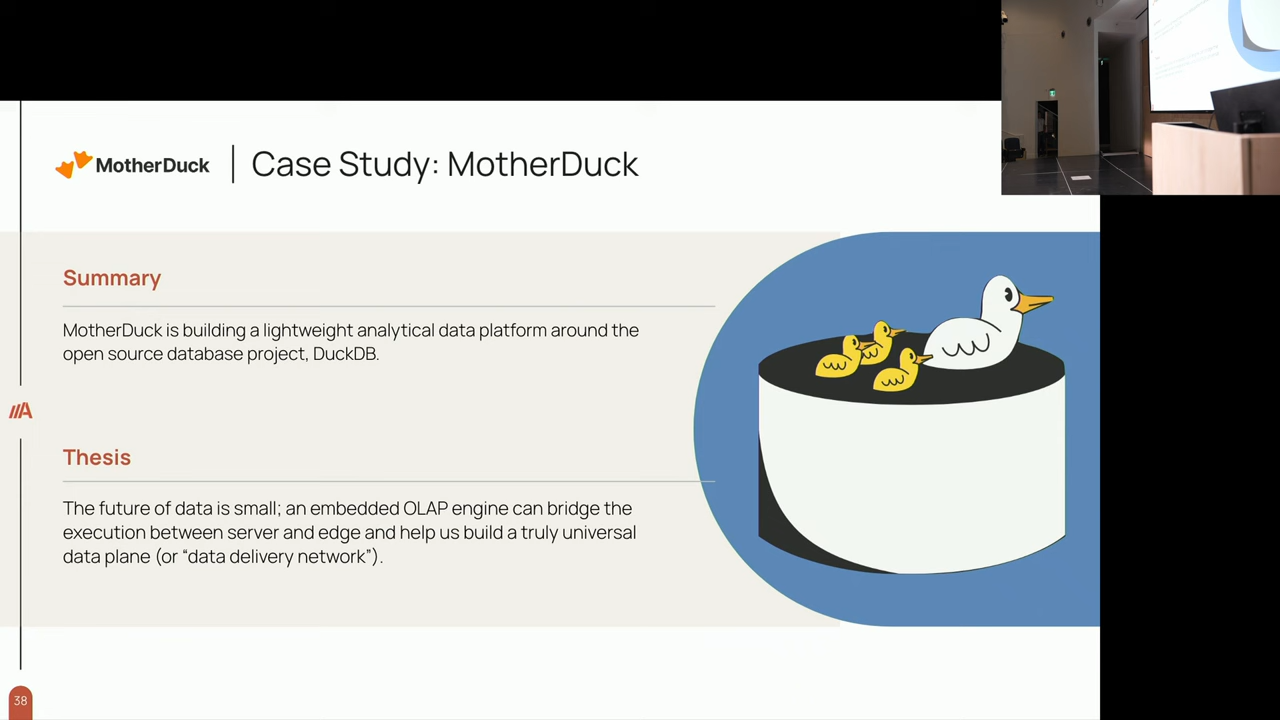 MotherDuck
Case Study: MotherDuck
Summary
MotherDuck is building a lightweight analytical data platform around the
open source database project, DuckDB.
Thesis
The future of data is small; an embedded OLAP engine can bridge the
execution between server and edge and help us build a truly universal
data plane (or “data delivery network”).
38